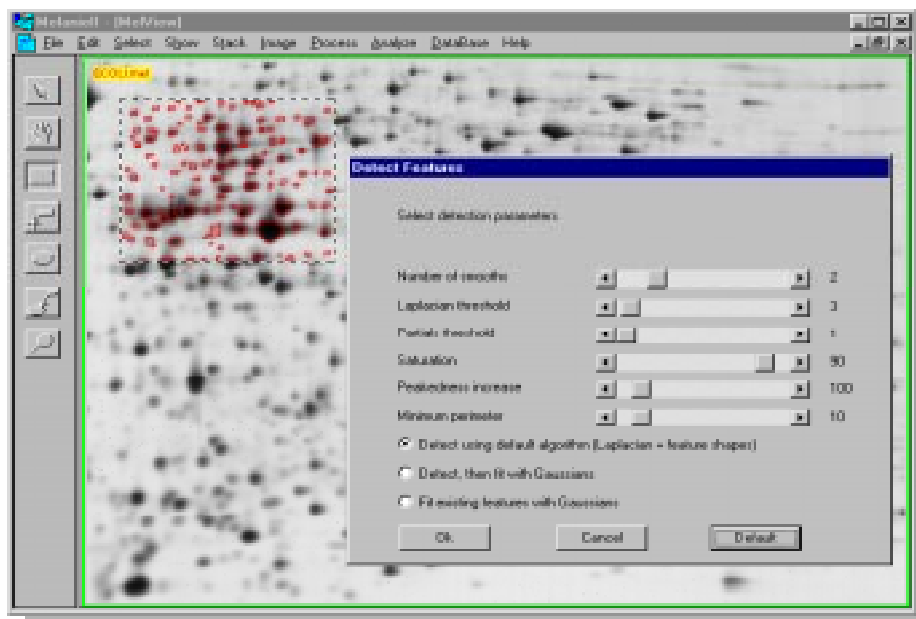 MelanieII - [MelView]
File Edit Select Show Stack Image Process Analyze DataBase Help
Detect Features
Select detection parameters
Number of smooths 2
Laplacian threshold 3
Partials threshold 1
Saturation 90
Peakedness increase 100
Minimum perimeter 10
Detect using default algorithm (Laplacian + feature shapes)
Detect, then fit with Gaussians
Fit existing features with Gaussians
Ok Cancel Default